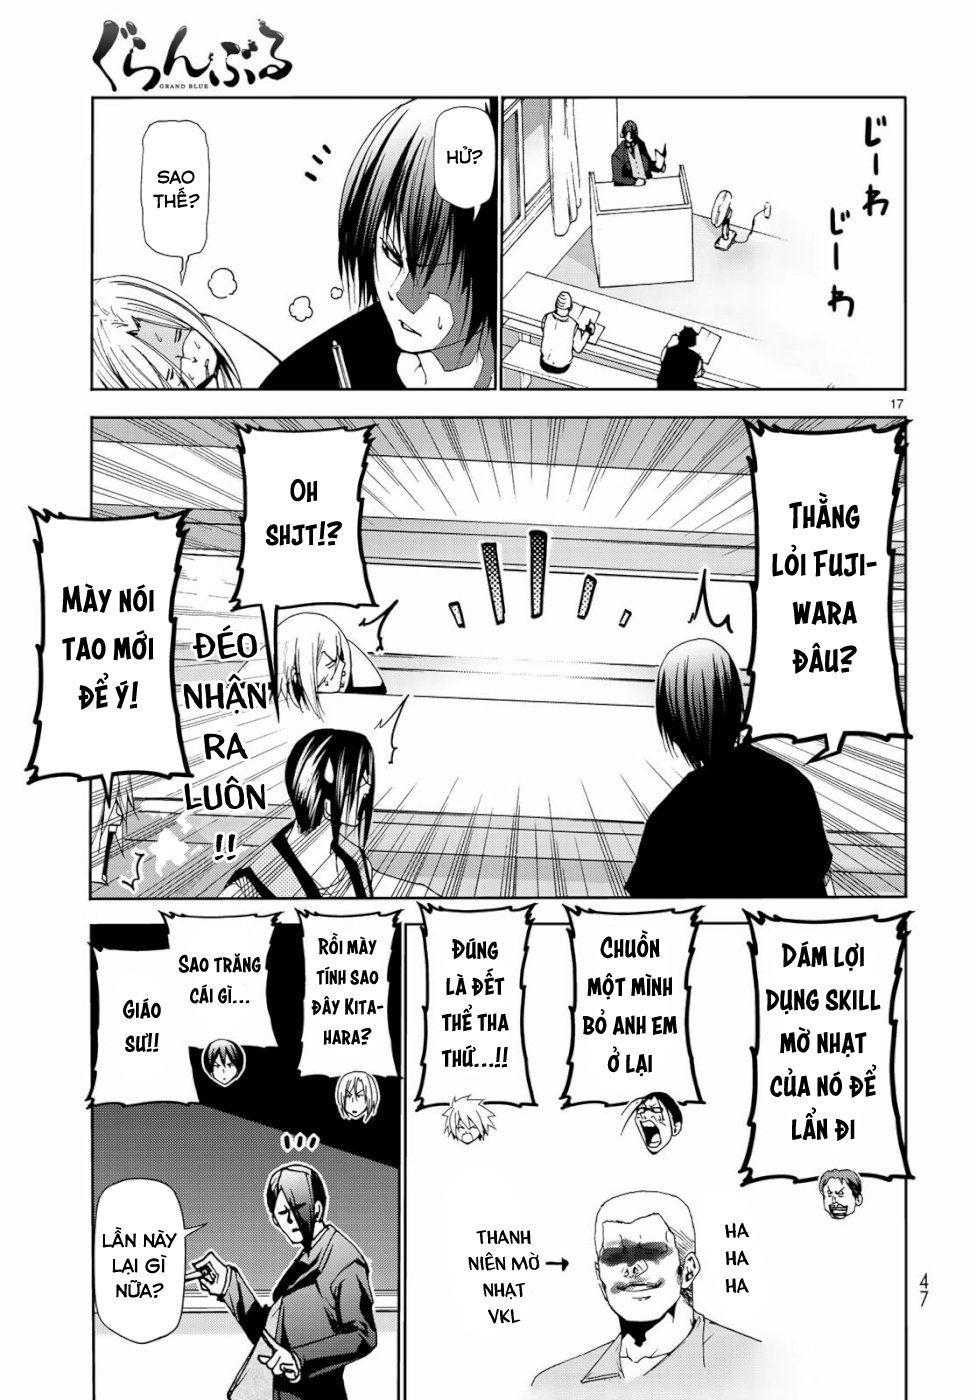 ぐらんぶる
GRAND BLUE
じーわ
じーわ
HỬ?
SAO
THẾ?
17
THẰNG
LỎI FUJI-
WARA
ĐÂU?
OH
SHJT!?
ĐÉO
NHẬN
RA
LUÔN
!!
MÀY NÓI
TAO MỚI
ĐỂ Ý!
DÁM LỢI
DỤNG SKILL
MỜ NHẠT
CỦA NÓ ĐỂ
LẨN ĐI
CHUỒN
MỘT MÌNH
BỎ ANH EM
Ở LẠI
ĐÚNG
LÀ ĐẾT
THỂ THA
THỨ...!!
HA
HA
HA
THANH
NIÊN MỜ →
NHẠT
VKL
RỒI MÀY
TÍNH SAO
ĐÂY KITA-
HARA?
SAO TRĂNG
CÁI GÌ...
GIÁO
SƯ!!
LẦN NÀY
LẠI GÌ
NỮA?
47